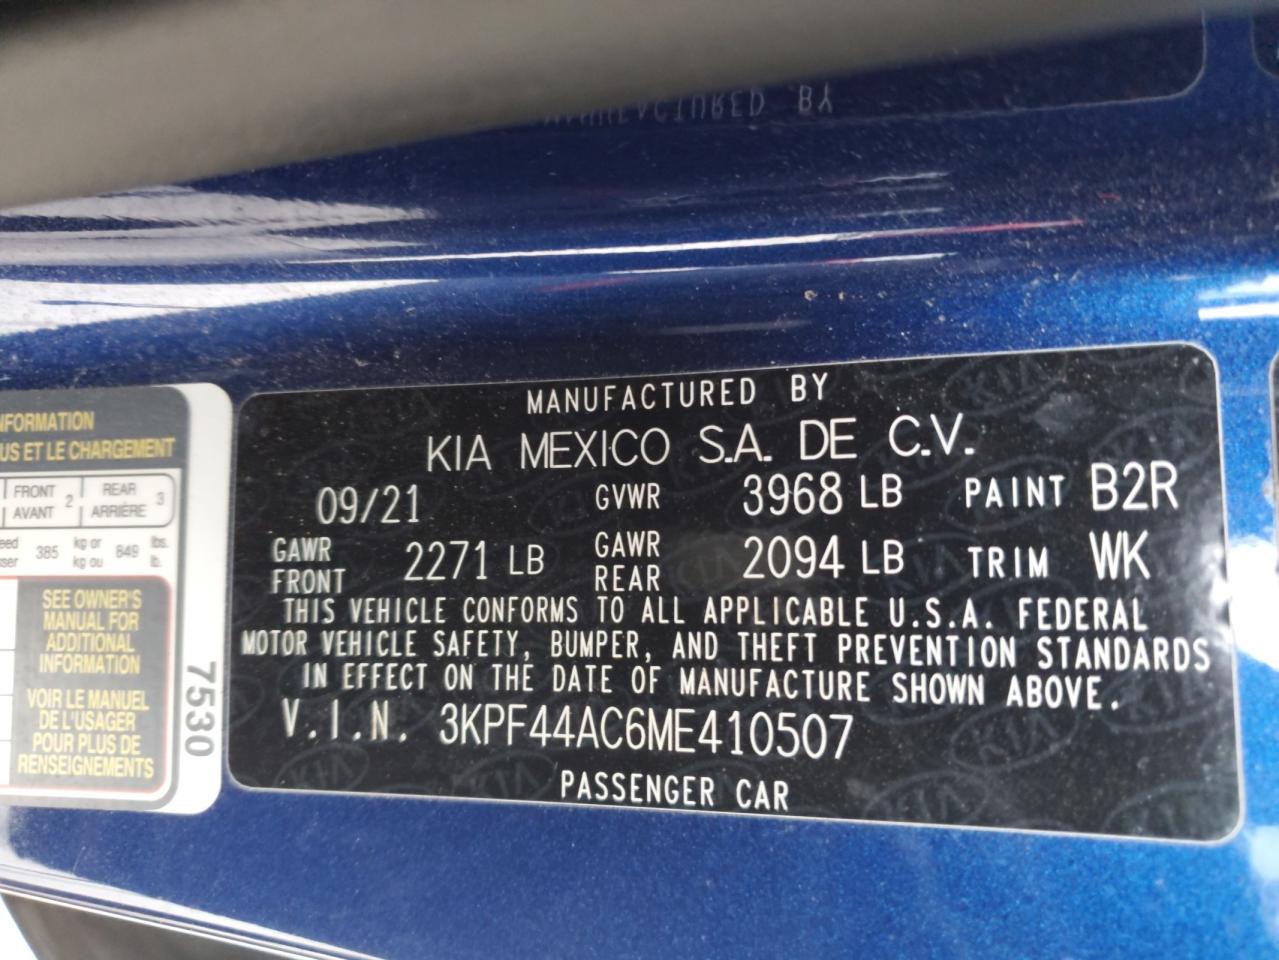 MANUFACTURED BY
NFORMATION
US ET LE CHARGEMENT
FRONT 2 REAR 3
AVANT ARRIÈRE
385 kg or 849 lbs.
kg ou lb.
SEE OWNER'S
MANUAL FOR
ADDITIONAL
INFORMATION
VOIR LE MANUEL
DE L'USAGER
POUR PLUS DE
RENSEIGNEMENTS
7530
MANUFACTURED BY
KIA MEXICO S.A. DE C.V.
09/21 GVWR 3968 LB PAINT B2R
GAWR FRONT 2271 LB GAWR REAR 2094 LB TRIM WK
THIS VEHICLE CONFORMS TO ALL APPLICABLE U.S.A. FEDERAL
MOTOR VEHICLE SAFETY, BUMPER, AND THEFT PREVENTION STANDARDS
IN EFFECT ON THE DATE OF MANUFACTURE SHOWN ABOVE.
V.I.N. 3KPF44AC6ME410507
PASSENGER CAR